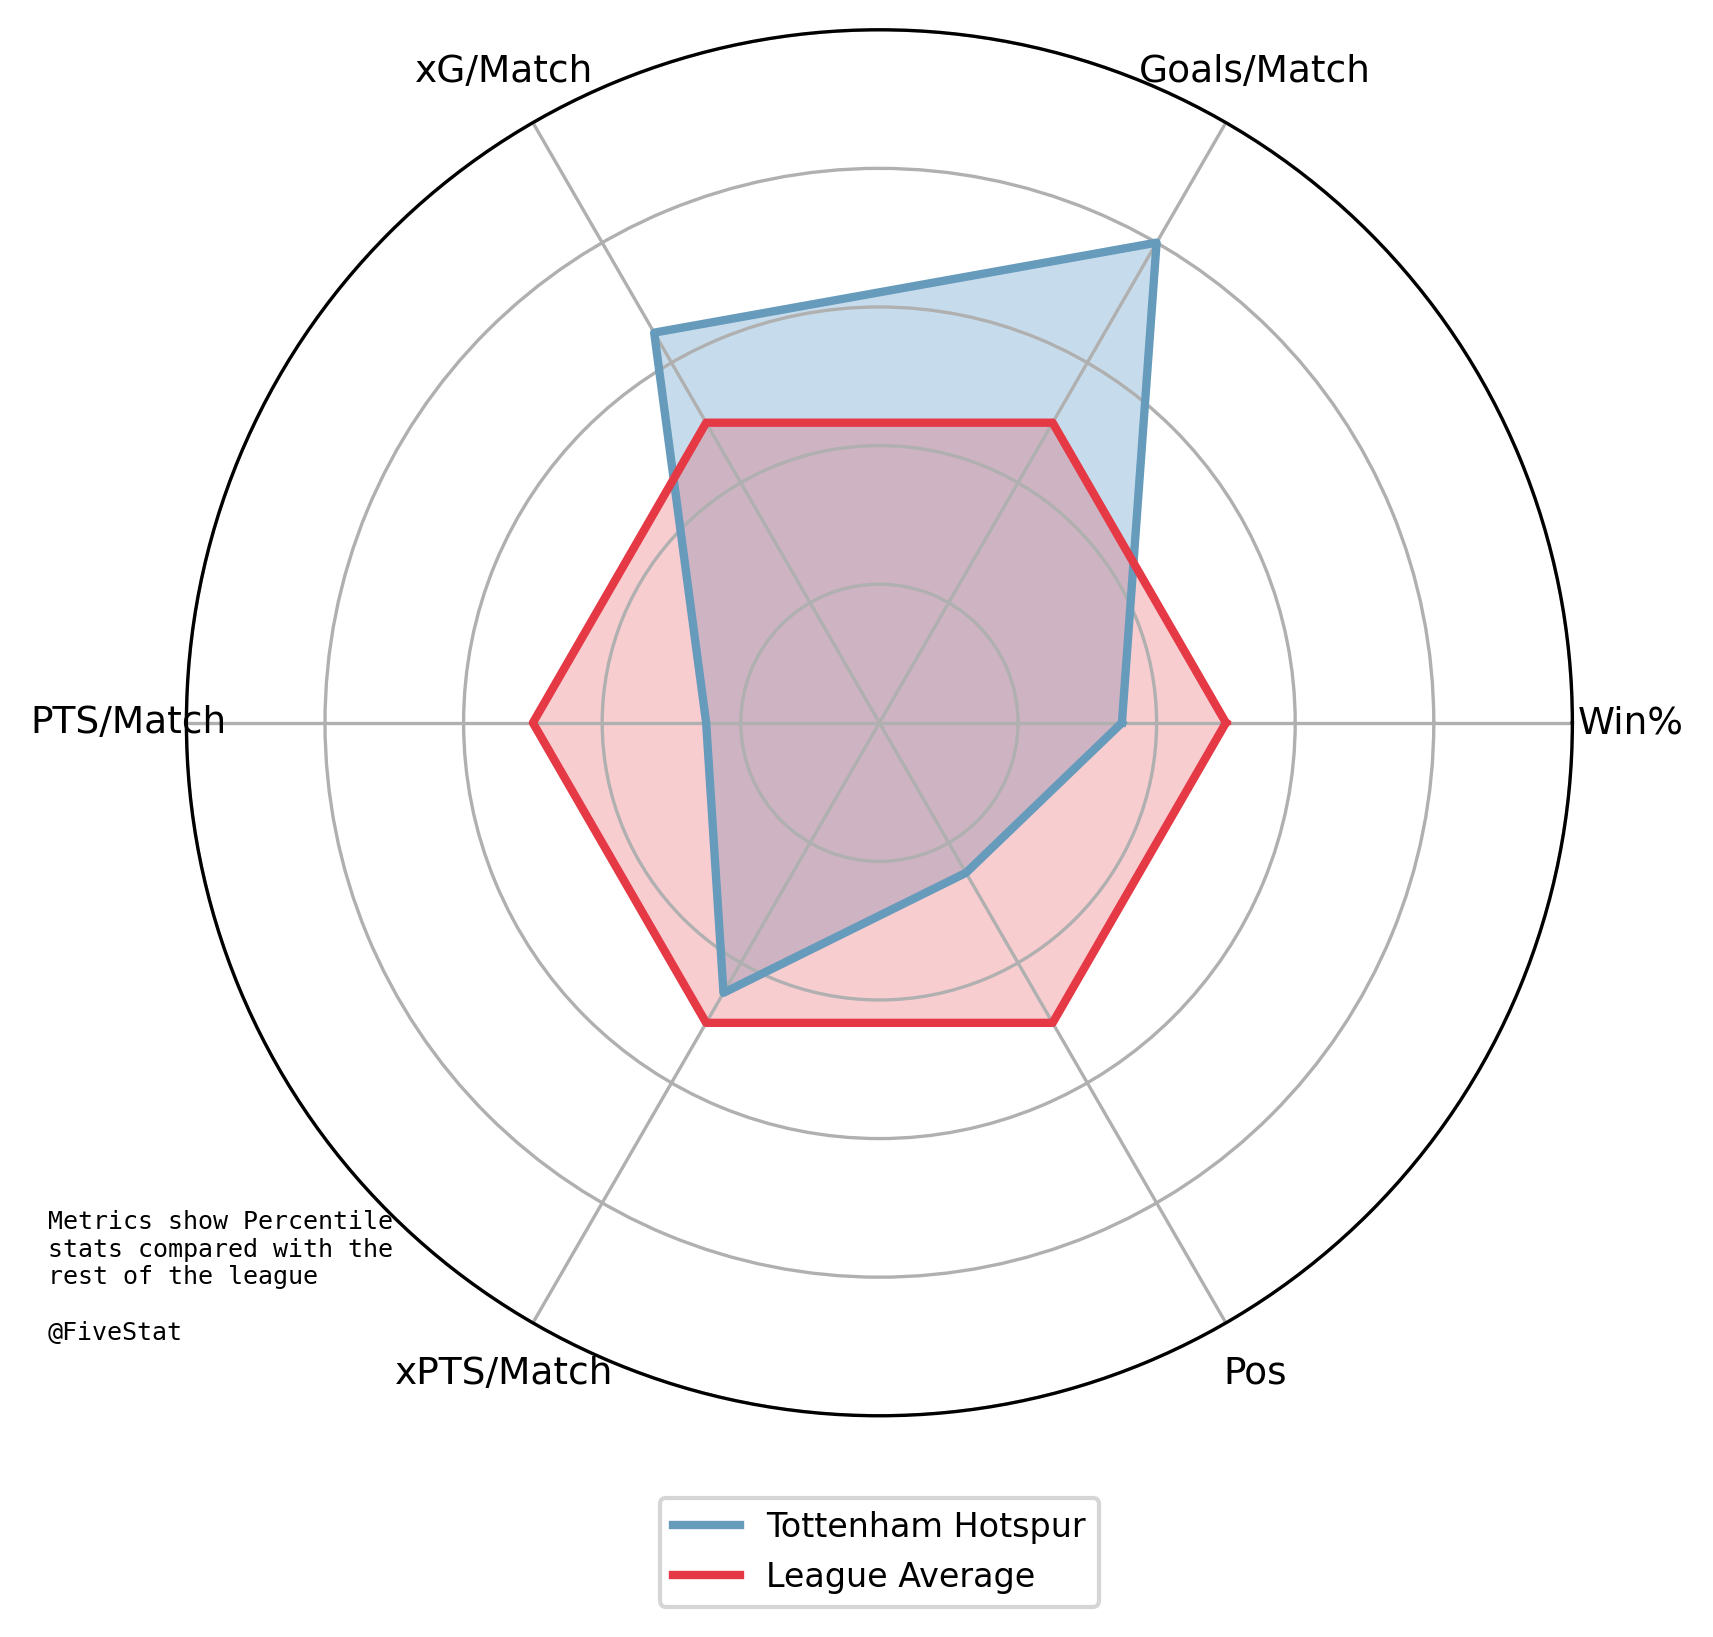 xG/Match
Goals/Match
PTS/Match
Win%
Metrics show Percentile
stats compared with the
rest of the league
@FiveStat
xPTS/Match
Pos
Tottenham Hotspur
League Average